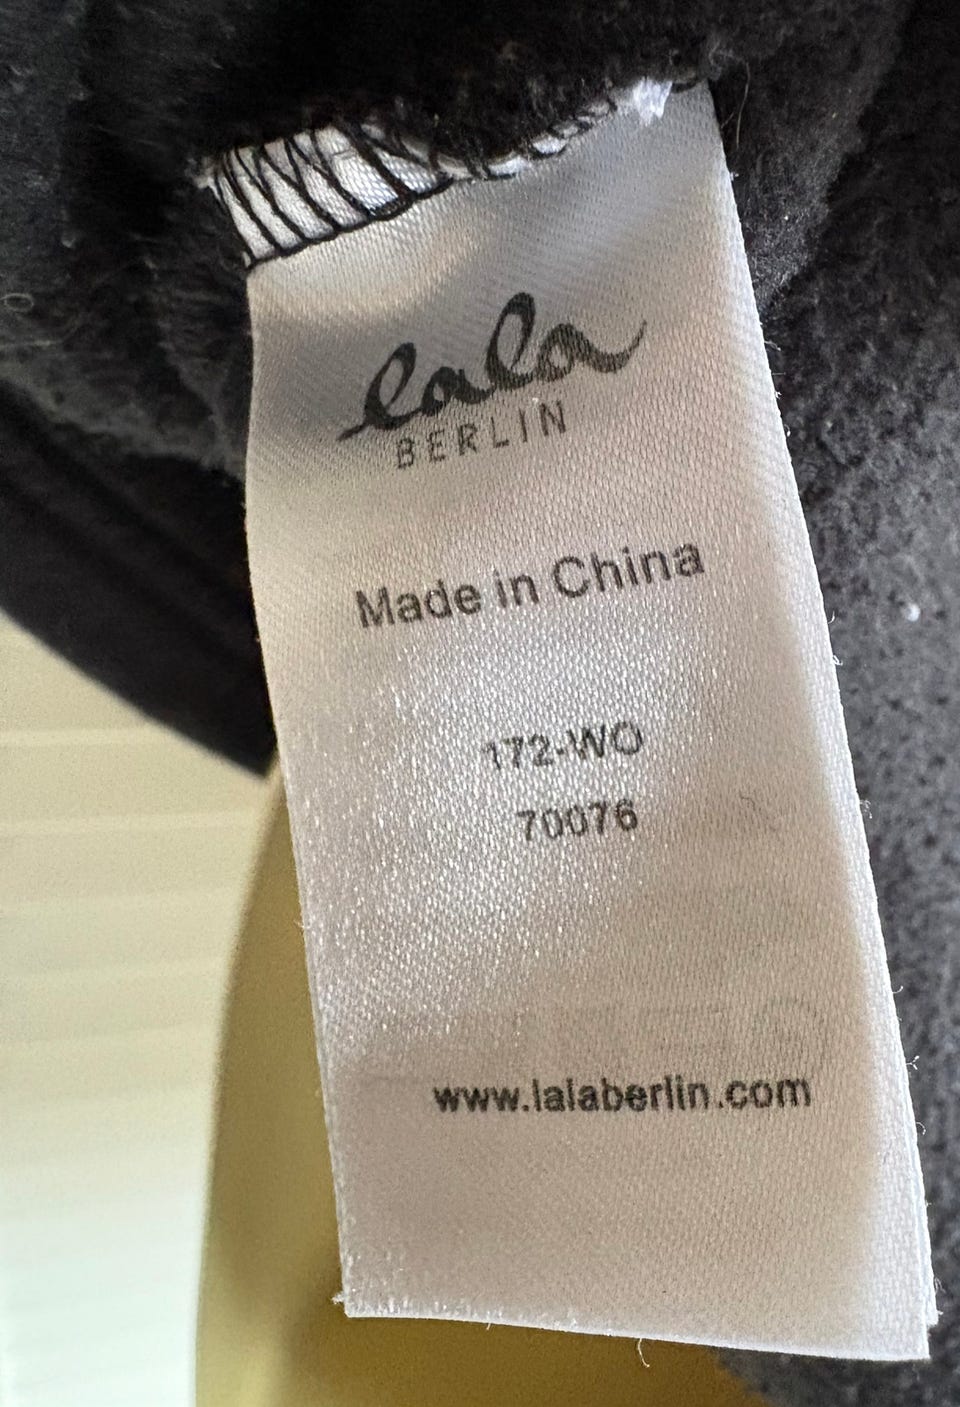 lala
BERLIN
Made in China
172-WO
70076
www.lalaberlin.com